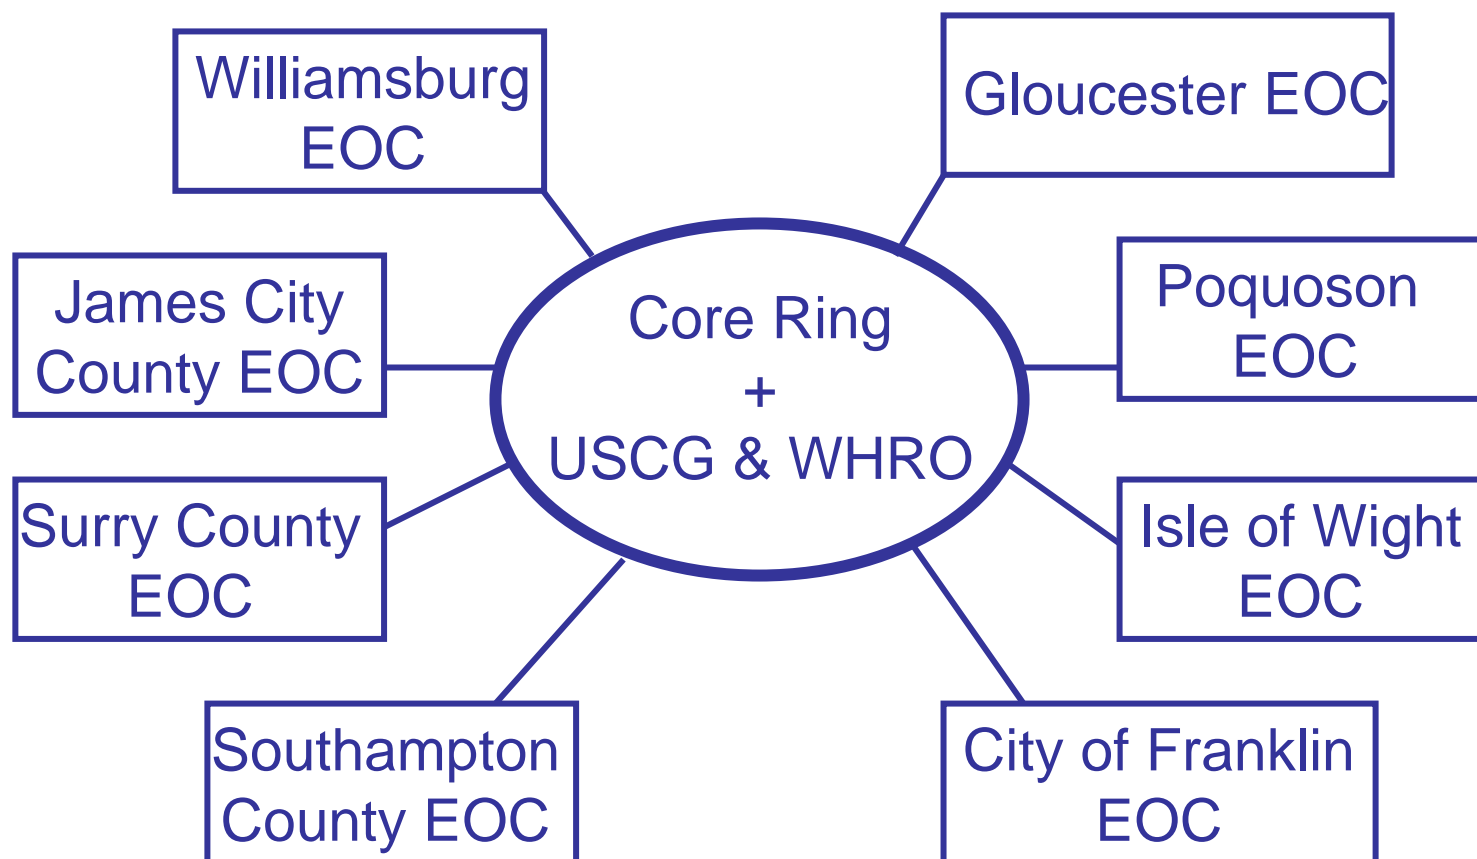 Williamsburg
EOC
Gloucester EOC
James City
County EOC
Core Ring
+
USCG & WHRO
Poquoson
EOC
Surry County
EOC
Isle of Wight
EOC
Southampton
County EOC
City of Franklin
EOC